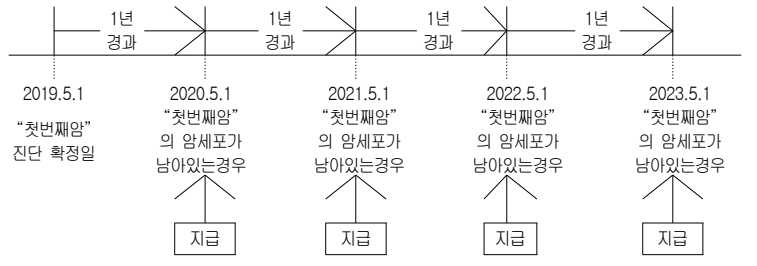 1년
경과
1년
경과
1년
경과
1년
경과
2019.5.1
“첫번째암”
진단 확정일
2020.5.1
“첫번째암”
의 암세포가
남아있는경우
2021.5.1
“첫번째암”
의 암세포가
남아있는경우
2022.5.1
“첫번째암”
의 암세포가
남아있는경우
2023.5.1
“첫번째암”
의 암세포가
남아있는경우
지급
지급
지급
지급